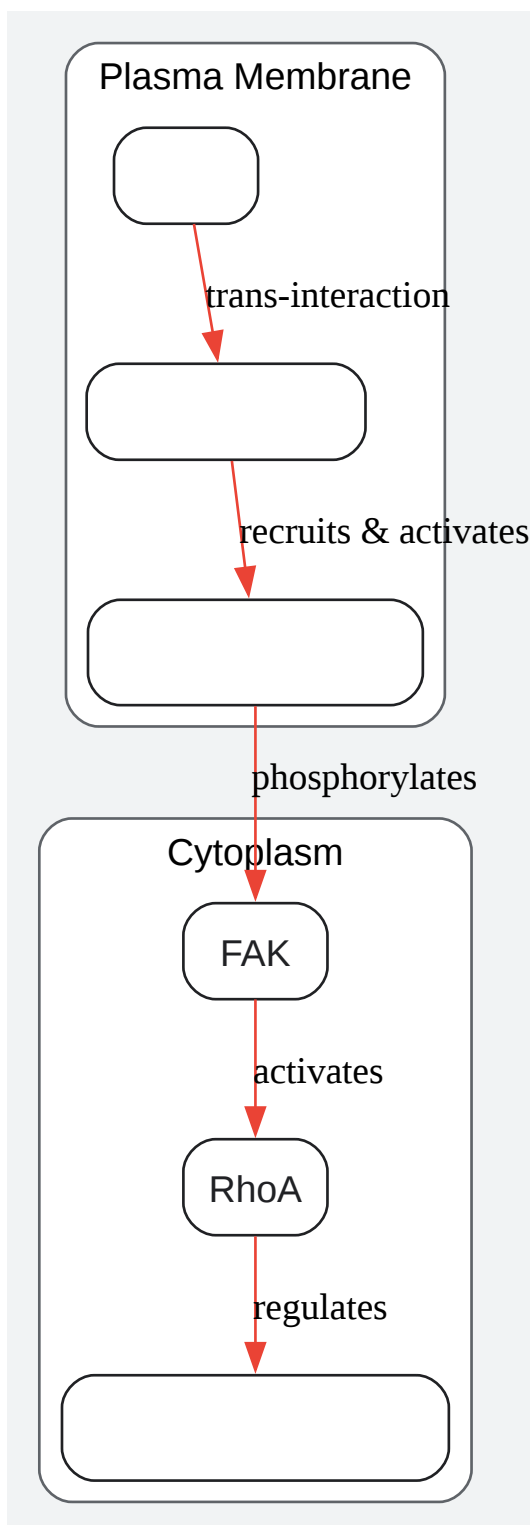 Plasma Membrane
trans-interaction
recruits & activates
phosphorylates
Cytoplasm
FAK
activates
RhoA
regulates